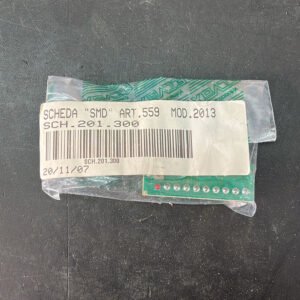 SCHEDA "SMD" ART.559 MOD.2013
SCH.201.300
SCH.201.300
20/11/07